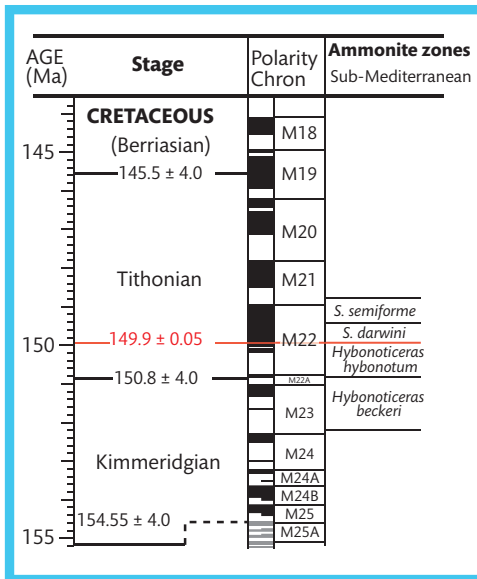 AGE
(Ma)
Stage
Polarity
Chron
Ammonite zones
Sub-Mediterranean
CRETACEOUS
(Berriasian)
145
145.5 ± 4.0
Tithonian
149.9 ± 0.05
150
150.8 ± 4.0
Kimmeridgian
154.55 ± 4.0
155
M18
M19
M20
M21
M22
M22A
M23
M24
M24A
M24B
M25
M25A
S. semiforme
S. darwini
Hybonoticeras
hybonotum
Hybonoticeras
beckeri